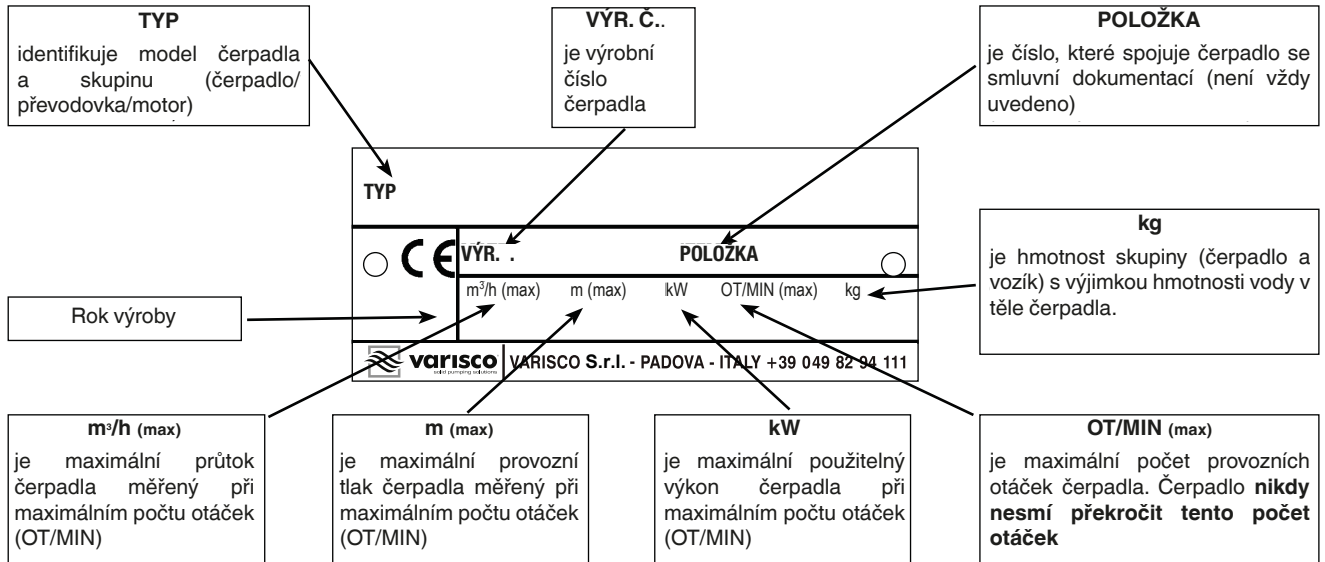 TYP
identifikuje model čerpadla
a skupinu (čerpadlo/
převodovka/motor)
VÝR. Č..
je výrobní
číslo
čerpadla
POLOŽKA
je číslo, které spojuje čerpadlo se
smluvní dokumentací (není vždy
uvedeno)
TYP
VÝR. .
POLOŽKA
CE
m³/h (max) m (max) kW OT/MIN (max) kg
kg
je hmotnost skupiny (čerpadlo a
vozík) s výjimkou hmotnosti vody v
těle čerpadla.
Rok výroby
varisco
solid pumping solutions
VARISCO S.r.l. - PADOVA - ITALY +39 049 82 94 111
m³/h (max)
je maximální průtok
čerpadla měřený při
maximálním počtu otáček
(OT/MIN)
m (max)
je maximální provozní
tlak čerpadla měřený při
maximálním počtu otáček
(OT/MIN)
kW
je maximální použitelný
výkon čerpadla při
maximálním počtu otáček
(OT/MIN)
OT/MIN (max)
je maximální počet provozních
otáček čerpadla. Čerpadlo nikdy
nesmí překročit tento počet
otáček